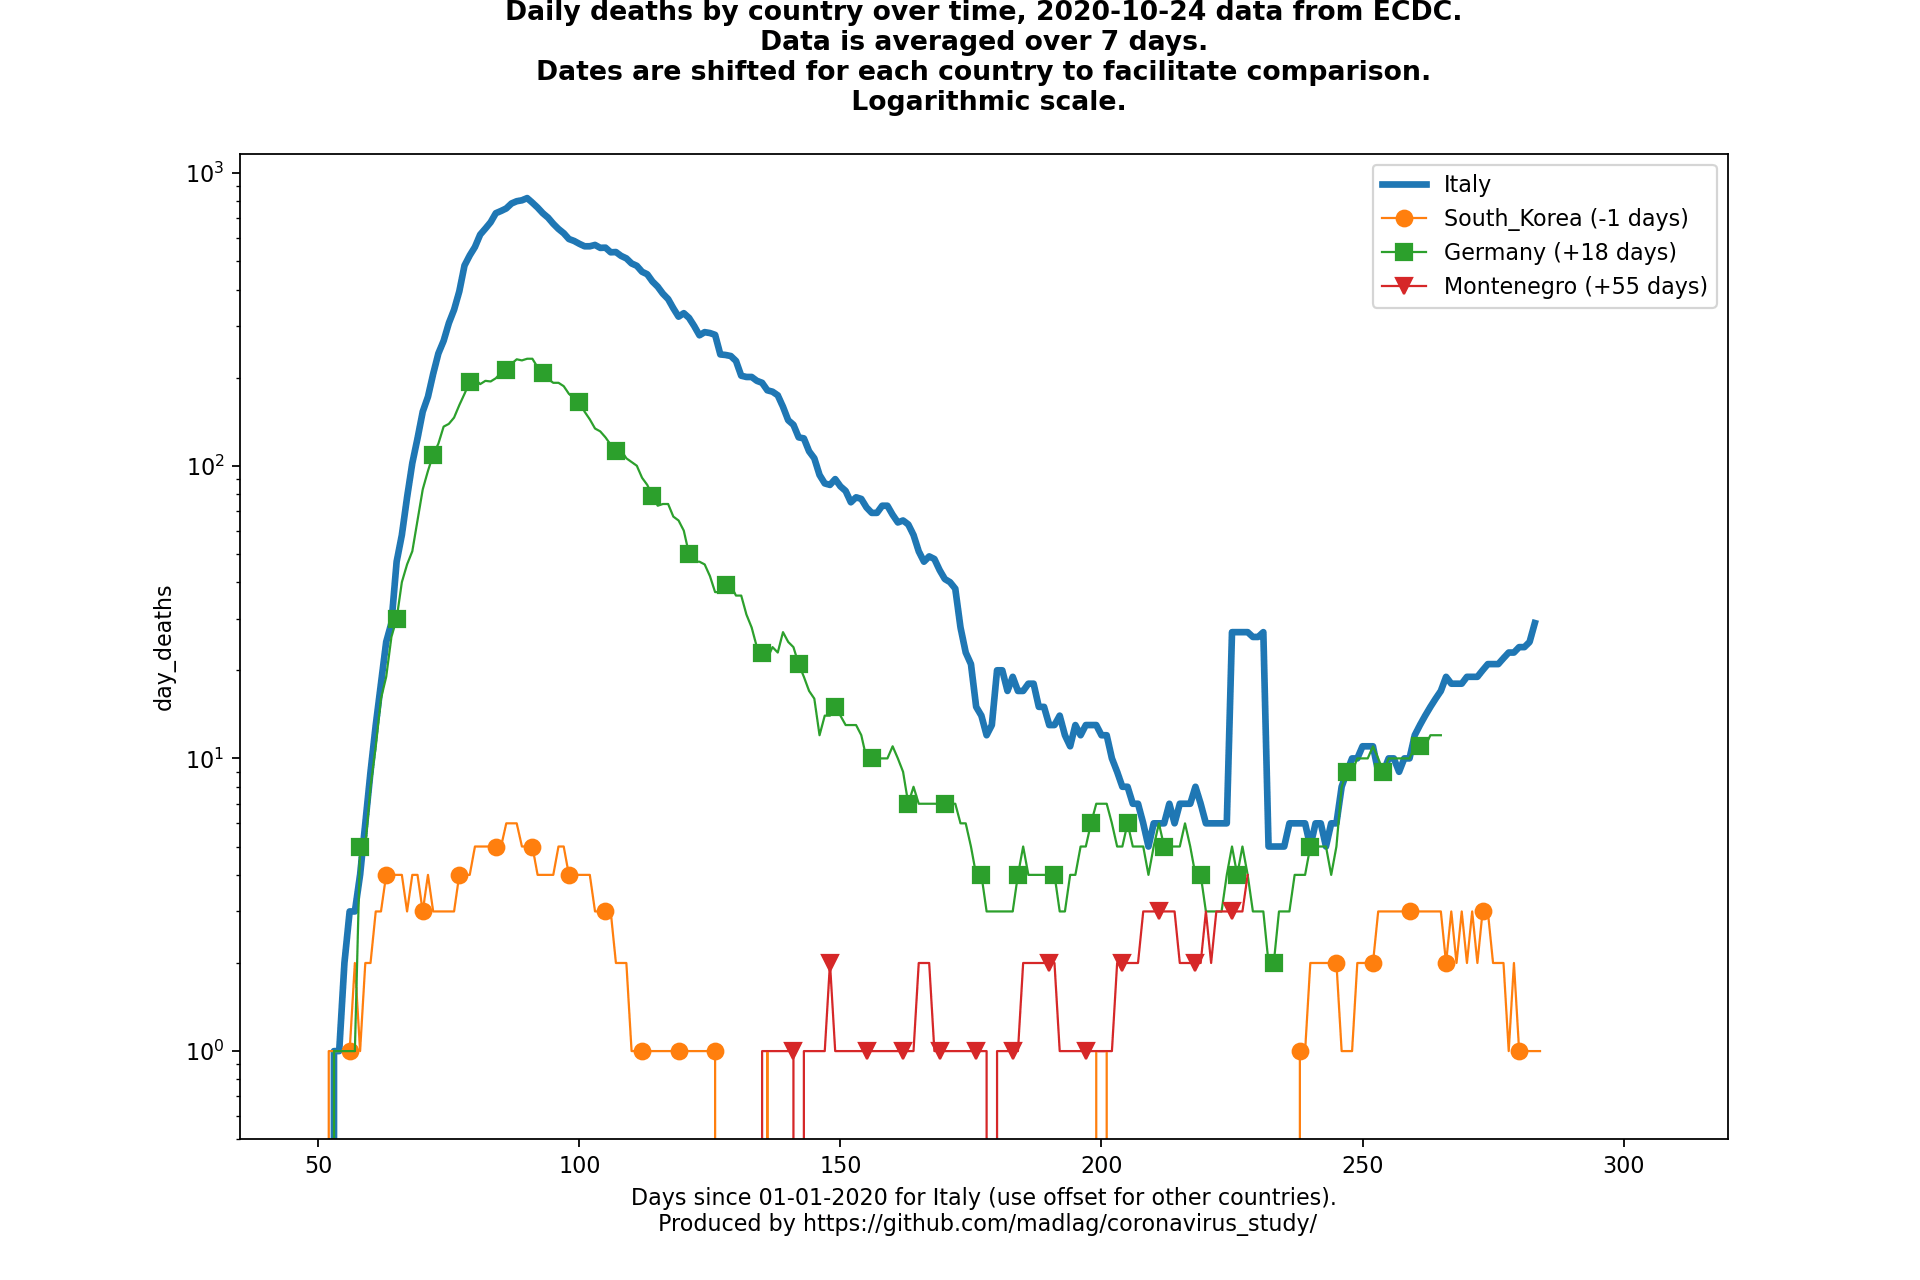 Daily deaths by country over time, 2020-10-24 data from ECDC.
Data is averaged over 7 days.
Dates are shifted for each country to facilitate comparison.
Logarithmic scale.
10³
10²
10¹
10⁰
day_deaths
Italy
South_Korea (-1 days)
Germany (+18 days)
Montenegro (+55 days)
50 100 150 200 250 300
Days since 01-01-2020 for Italy (use offset for other countries).
Produced by https://github.com/madlag/coronavirus_study/